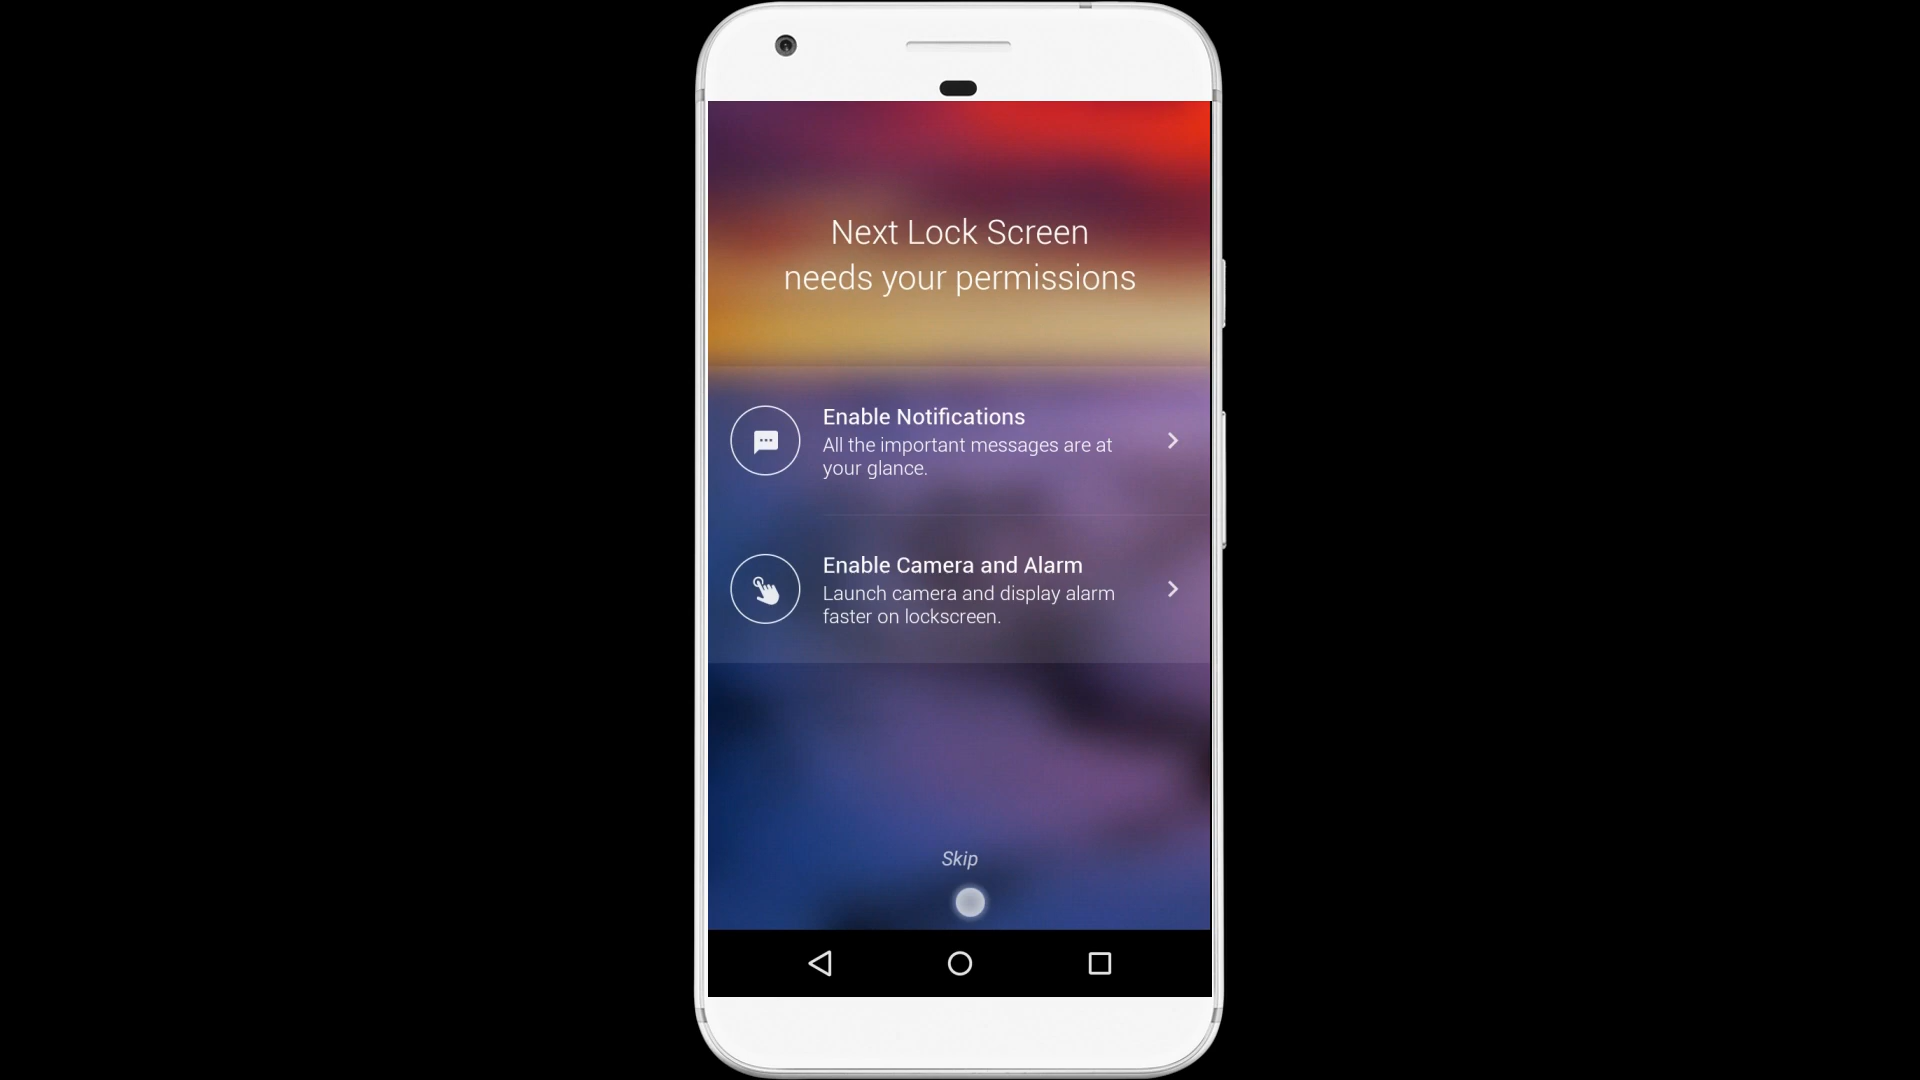 Next Lock Screen
needs your permissions
Enable Notifications
All the important messages are at
your glance.
Enable Camera and Alarm
Launch camera and display alarm
faster on lockscreen.
Skip